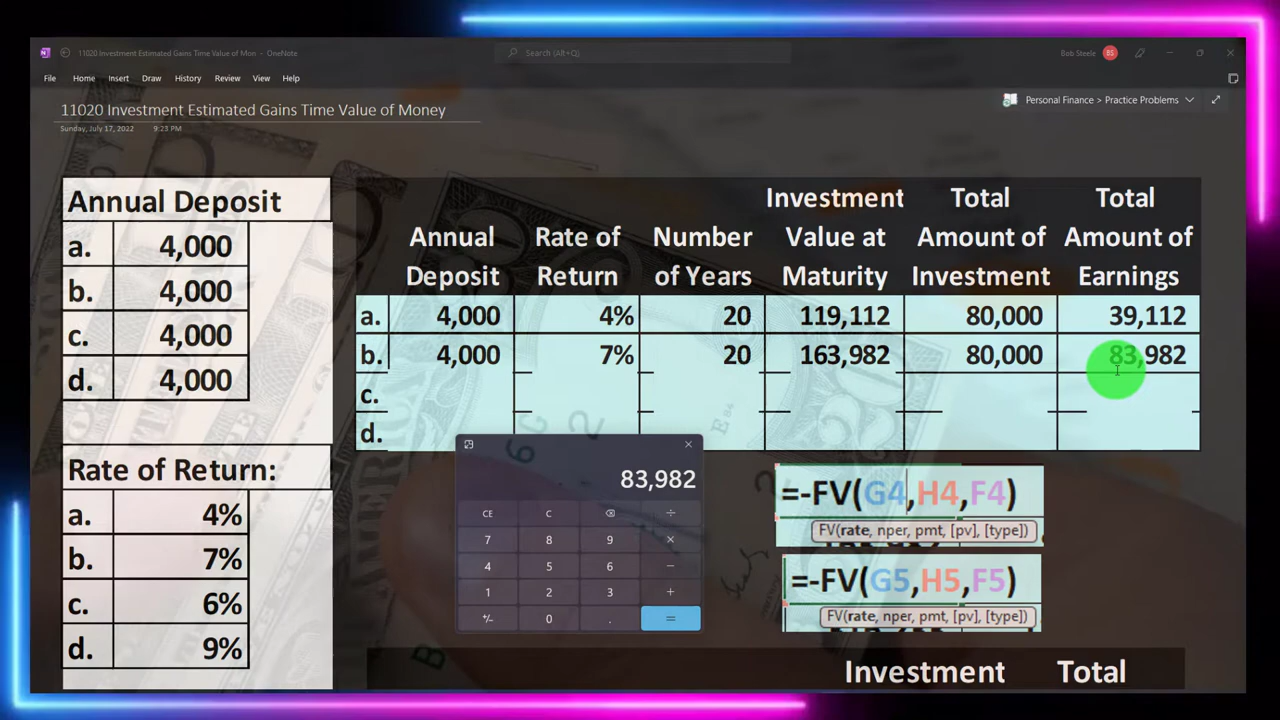 11020 Investment Estimated Gains Time Value of Mon - OneNote
Search (Alt+Q)
Bob Steele
BS
File Home Insert Draw History Review View Help
11020 Investment Estimated Gains Time Value of Money
Personal Finance > Practice Problems
Sunday, July 17, 2022 9:23 PM
Annual Deposit
a. 4,000
b. 4,000
c. 4,000
d. 4,000
Rate of Return:
a. 4%
b. 7%
c. 6%
d. 9%
Investment Total Total
Annual Rate of Number Value at Amount of Amount of
Deposit Return of Years Maturity Investment Earnings
a. 4,000 4% 20 119,112 80,000 39,112
b. 4,000 7% 20 163,982 80,000 83,982
c.
d.
83,982
CE C ⌫ ÷
7 8 9 ×
4 5 6 −
1 2 3 +
+/- 0 . =
=-FV(G4,H4,F4)
FV(rate, nper, pmt, [pv], [type])
=-FV(G5,H5,F5)
FV(rate, nper, pmt, [pv], [type])
Investment Total